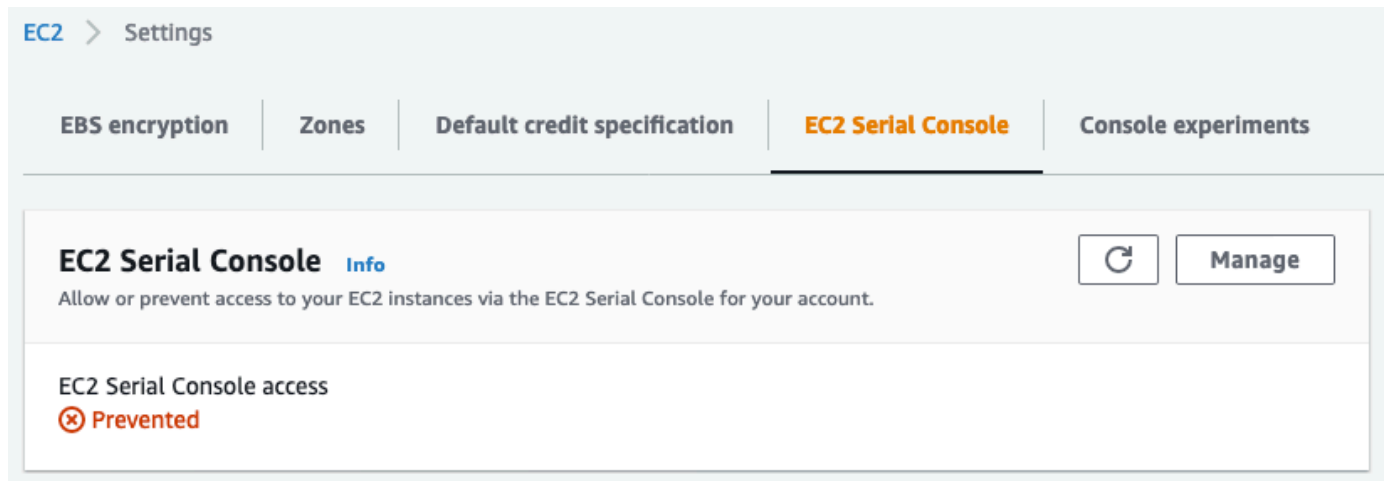 EC2 > Settings
EBS encryption Zones Default credit specification EC2 Serial Console Console experiments
EC2 Serial Console Info
Manage
Allow or prevent access to your EC2 instances via the EC2 Serial Console for your account.
EC2 Serial Console access
Prevented